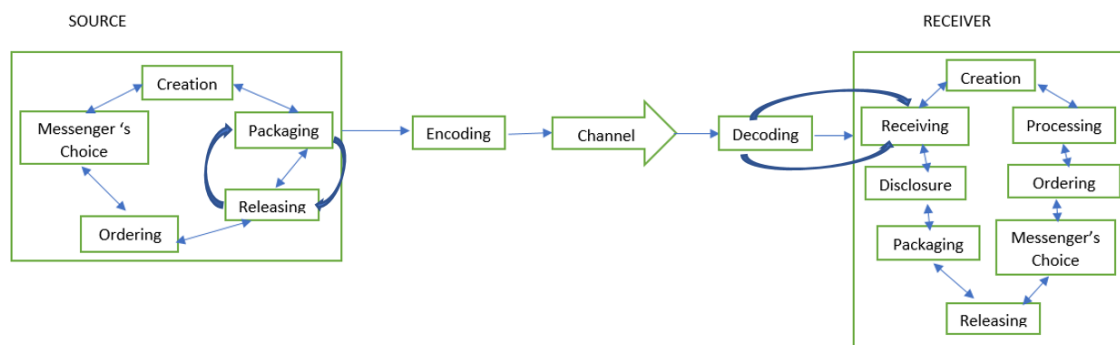 SOURCE
RECEIVER
Creation
Messenger ‘s
Choice
Packaging
Releasing
Ordering
Encoding
Channel
Decoding
Creation
Receiving
Processing
Disclosure
Ordering
Packaging
Messenger’s
Choice
Releasing